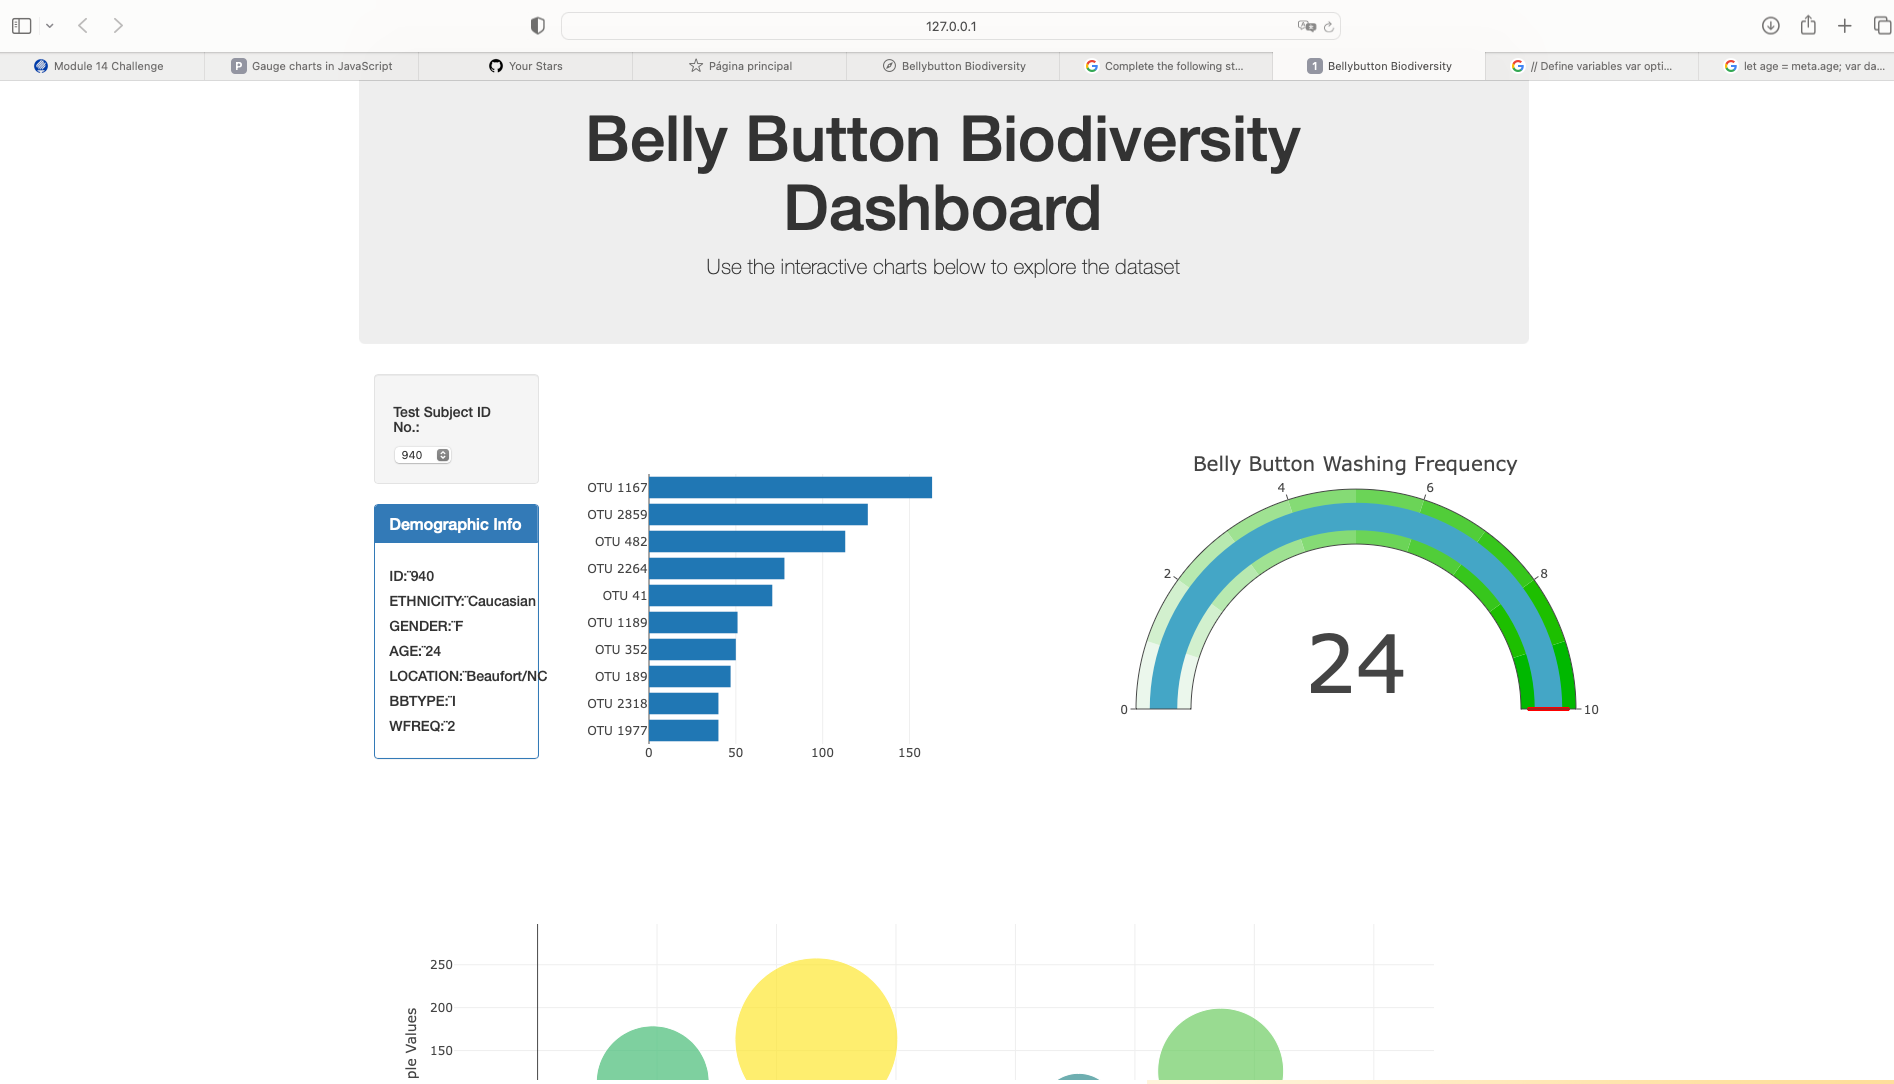 127.0.0.1
Module 14 Challenge
Gauge charts in JavaScript
Your Stars
Página principal
Bellybutton Biodiversity
Complete the following st...
1 Bellybutton Biodiversity
// Define variables var opti...
let age = meta.age; var da...
Belly Button Biodiversity
Dashboard
Use the interactive charts below to explore the dataset
Test Subject ID
No.:
940
Demographic Info
ID:¨940
ETHNICITY:¨Caucasian
GENDER:¨F
AGE:¨24
LOCATION:¨Beaufort/NC
BBTYPE:¨I
WFREQ:¨2
OTU 1167
OTU 2859
OTU 482
OTU 2264
OTU 41
OTU 1189
OTU 352
OTU 189
OTU 2318
OTU 1977
0 50 100 150
Belly Button Washing Frequency
0
2
4
6
8
10
24
250
200
150
ple Values